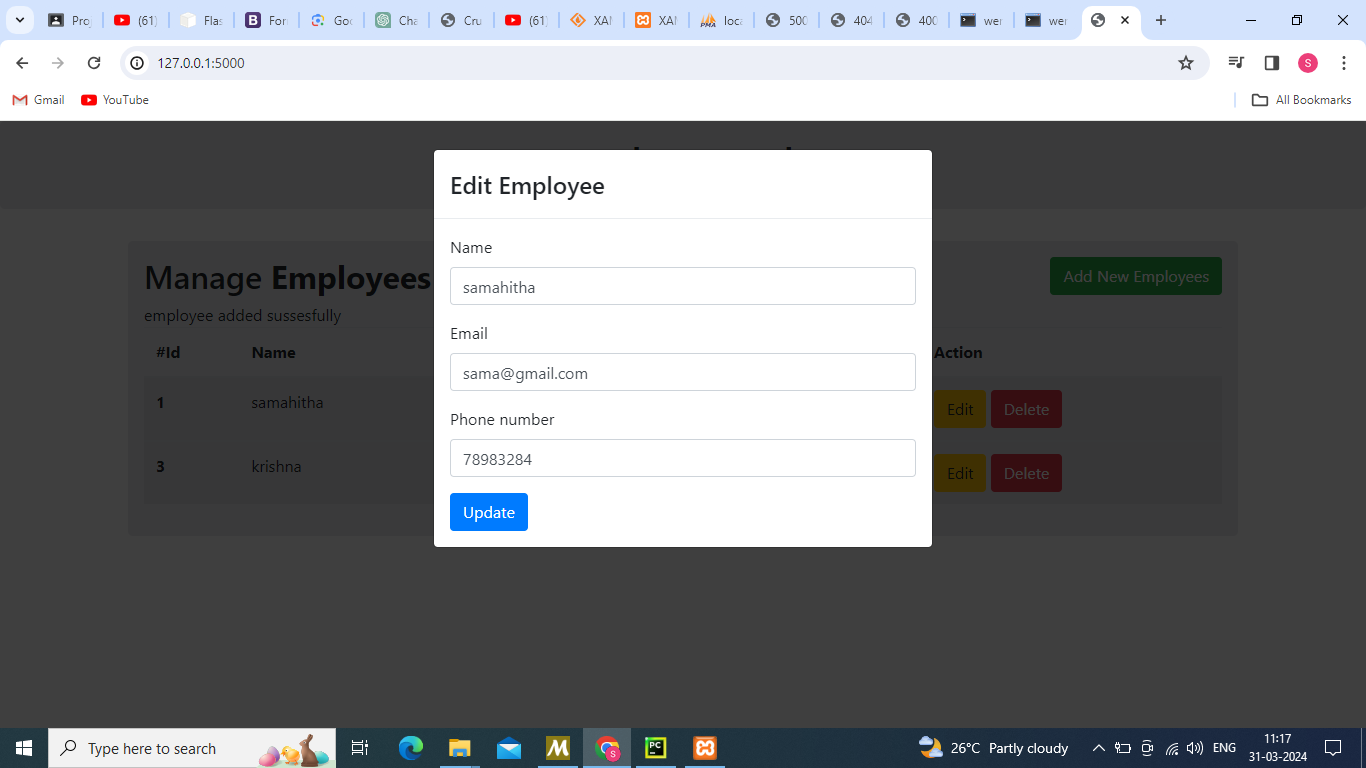 Proj
(61)
Flas
For
Goo
Cha
Cru
(61)
XAI
XAI
loca
500
404
400
wer
wer
127.0.0.1:5000
S
Gmail
YouTube
All Bookmarks
Edit Employee
Name
samahitha
Email
sama@gmail.com
Phone number
78983284
Update
Manage Employees
Add New Employees
employee added sussesfully
#Id
Name
Action
1
samahitha
Edit
Delete
3
krishna
Edit
Delete
Type here to search
26°C Partly cloudy
ENG
11:17
31-03-2024